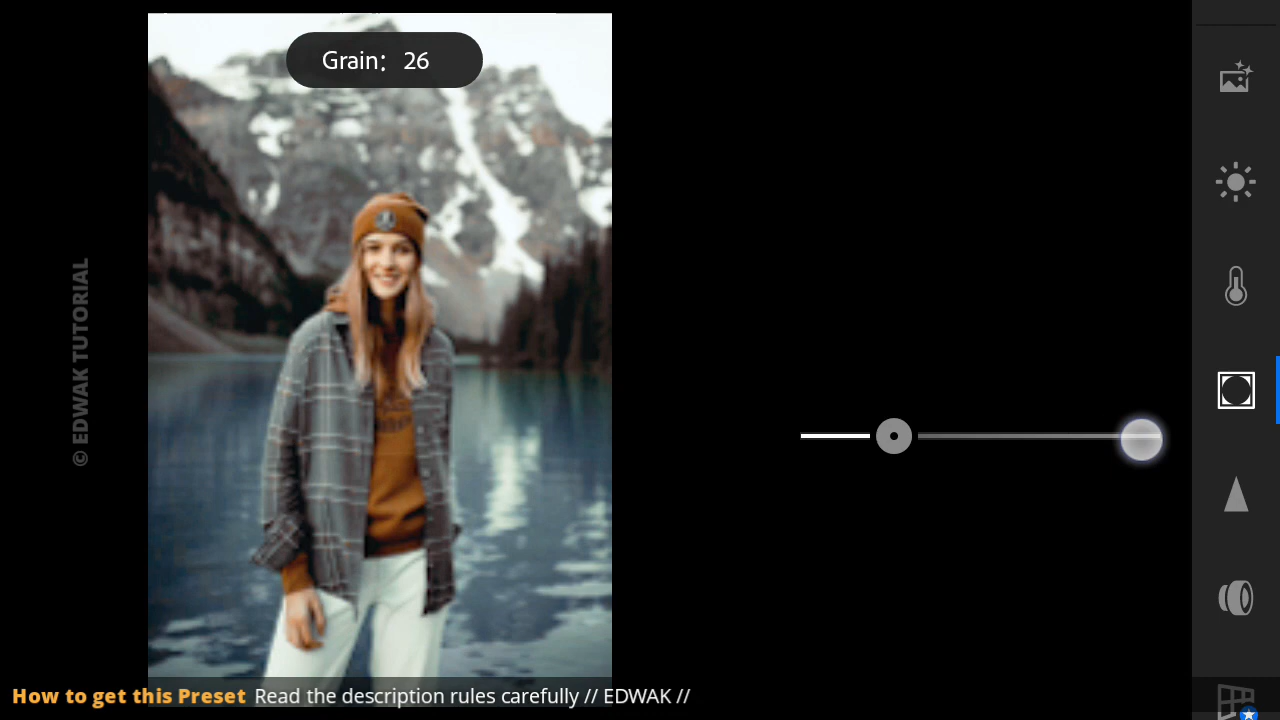 Grain: 26
© EDWAK TUTORIAL
How to get this Preset Read the description rules carefully // EDWAK //